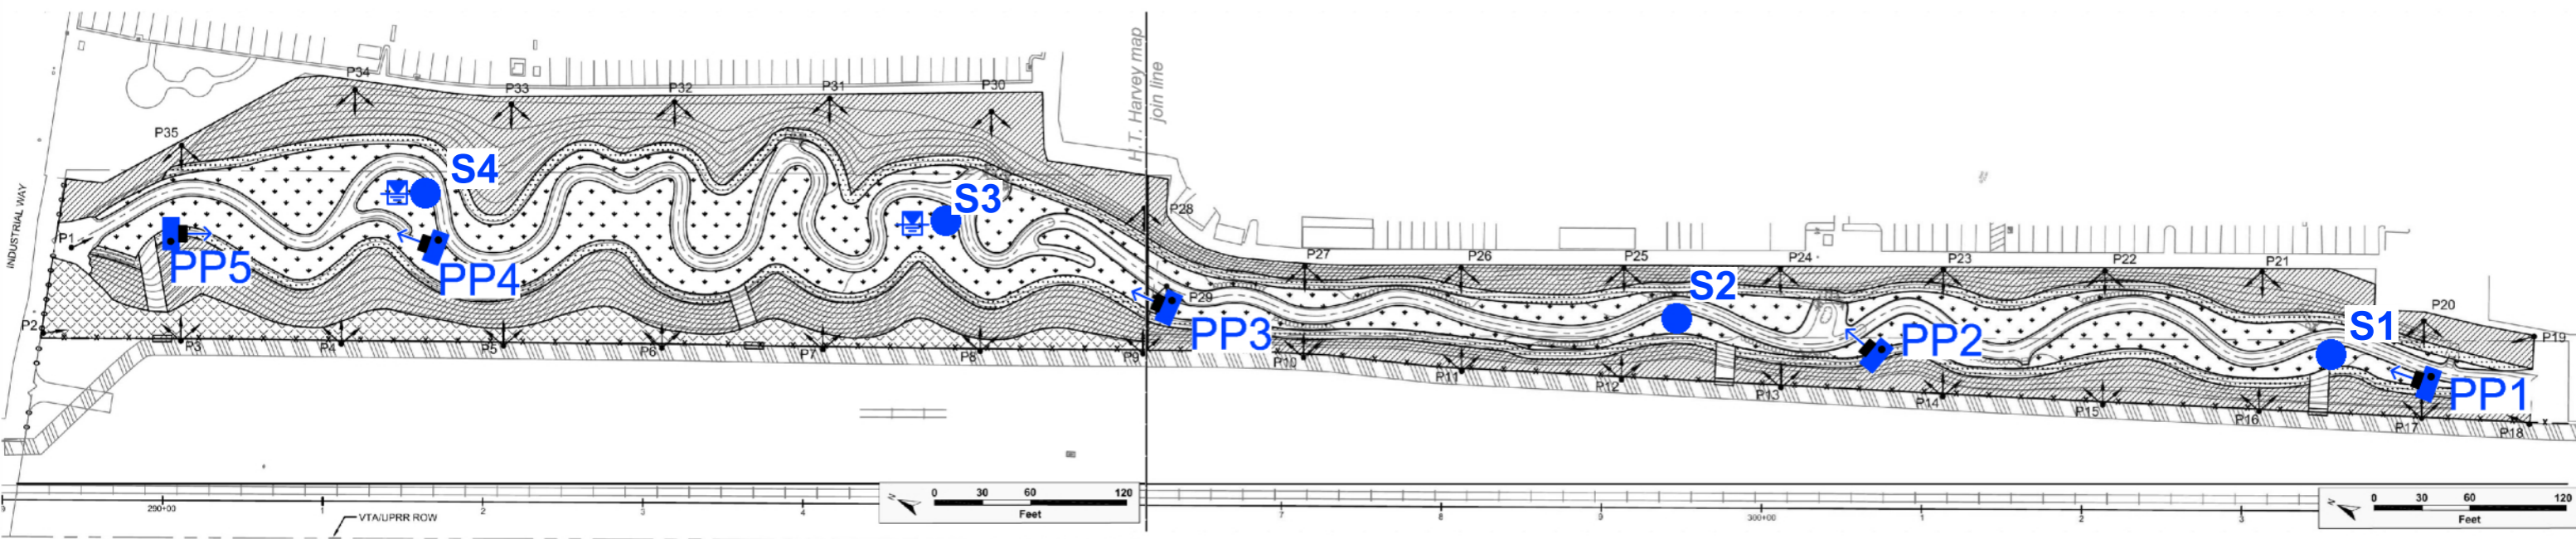 P34
P33
P32
P31
P30
H.T. Harvey map
join line
P35
S4
S3
INDUSTRIAL WAY
P1
PP5
PP4
P28
P29
PP3
P27
P26
P25
P24
P23
P22
P21
S2
PP2
S1
P20
P19
PP1
P2
P3
P4
P5
P6
P7
P8
P9
P10
P11
P12
P13
P14
P15
P16
P17
P18
9
290+00
1
2
3
4
7
8
9
300+00
1
2
3
VTA/UPRR ROW
N
0 30 60 120
Feet
N
0 30 60 120
Feet